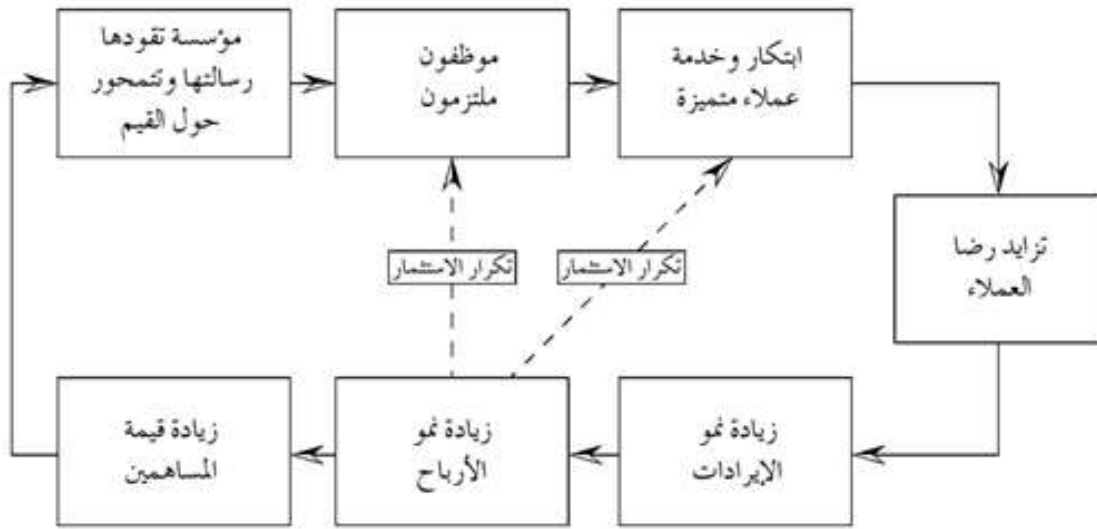 مؤسسة تقودها
رسالتها وتتمحور
حول القيم
موظفون
ملتزمون
ابتكار وخدمة
عملاء متميزة
تزايد رضا
العملاء
تكرار الاستثمار
تكرار الاستثمار
زيادة نمو
الإيرادات
زيادة نمو
الأرباح
زيادة قيمة
المساهمين